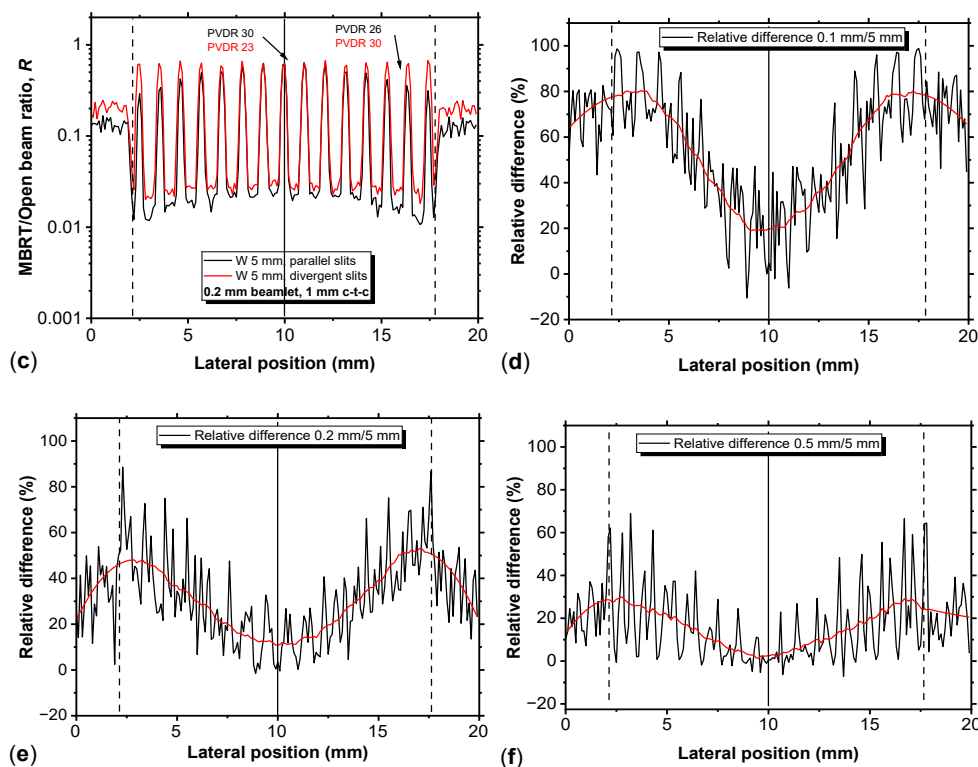 PVDR 30
PVDR 23
PVDR 26
PVDR 30
1
0.1
0.01
0.001
MBRT/Open beam ratio, R
W 5 mm, parallel slits
W 5 mm, divergent slits
0.2 mm beamlet, 1 mm c-t-c
0 5 10 15 20
Lateral position (mm)
(c)
Relative difference 0.1 mm/5 mm
100
80
60
40
20
0
−20
Relative difference (%)
0 5 10 15 20
Lateral position (mm)
(d)
Relative difference 0.2 mm/5 mm
100
80
60
40
20
0
−20
Relative difference (%)
0 5 10 15 20
Lateral position (mm)
(e)
Relative difference 0.5 mm/5 mm
100
80
60
40
20
0
−20
Relative difference (%)
0 5 10 15 20
Lateral position (mm)
(f)